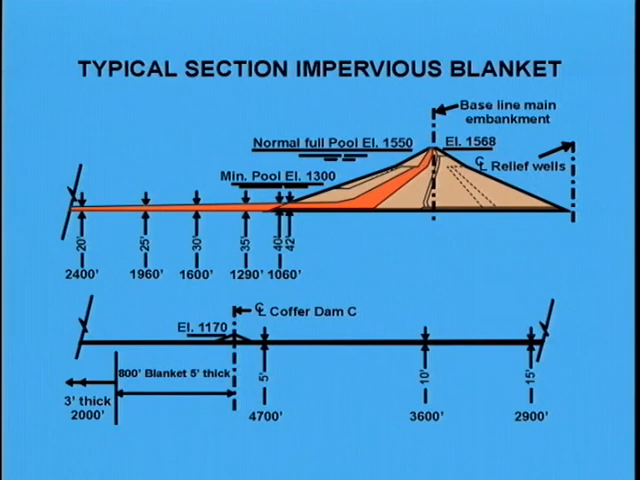 TYPICAL SECTION IMPERVIOUS BLANKET
Base line main
embankment
Normal full Pool El. 1550
El. 1568
℄ Relief wells
Min. Pool El. 1300
20' 25' 30' 35' 40' 42'
2400' 1960' 1600' 1290' 1060'
℄ Coffer Dam C
El. 1170
800' Blanket 5' thick
5' 10' 15'
3' thick
2000'
4700' 3600' 2900'